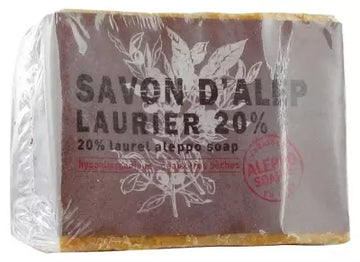 SAVON D'ALEP
LAURIER 20%
20% laurel aleppo soap
ALEPPO
SOAP